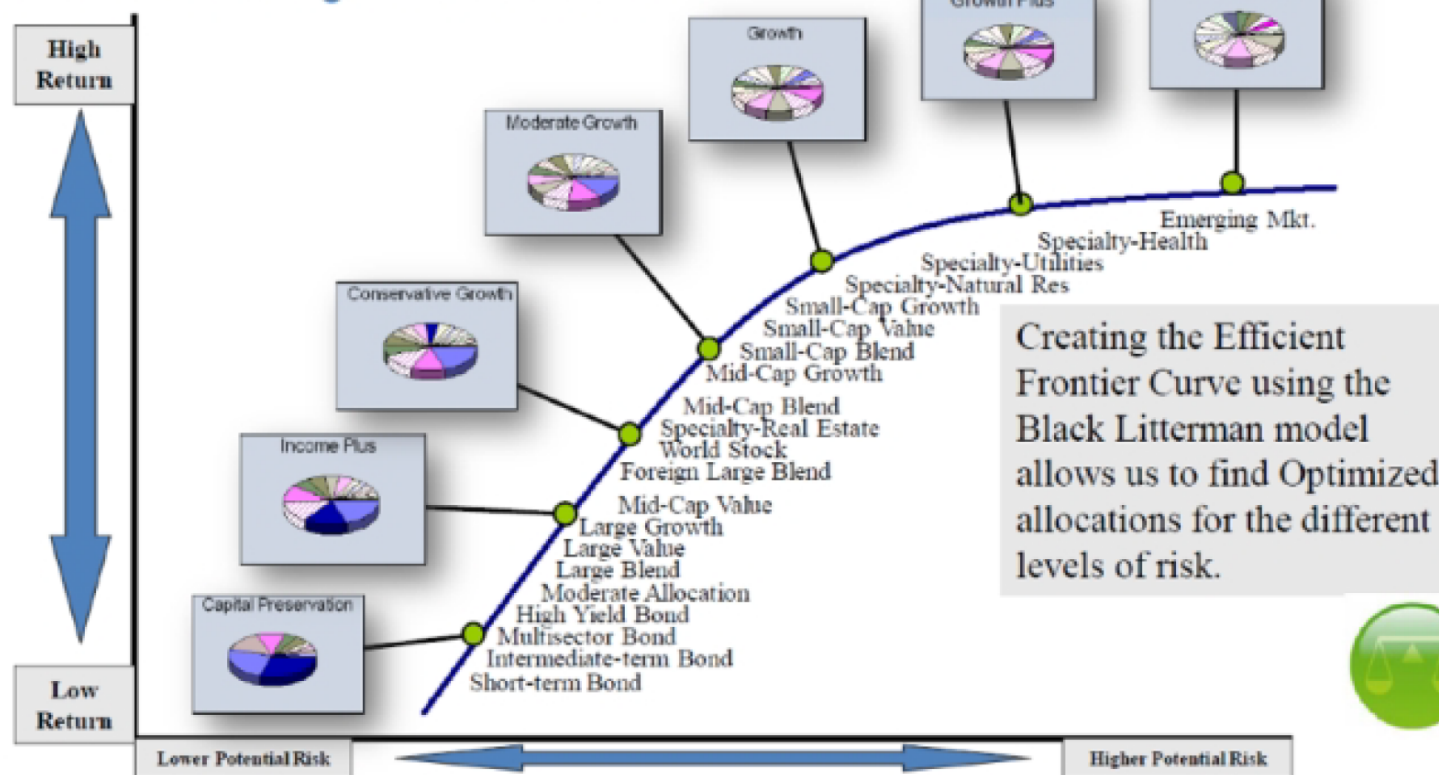 Growth Plus
Growth
High
Return
Moderate Growth
Emerging Mkt.
Specialty-Health
Specialty-Utilities
Specialty-Natural Res
Conservative Growth
Small-Cap Growth
Small-Cap Value
Small-Cap Blend
Mid-Cap Growth
Creating the Efficient
Frontier Curve using the
Black Litterman model
allows us to find Optimized
allocations for the different
levels of risk.
Mid-Cap Blend
Specialty-Real Estate
World Stock
Foreign Large Blend
Income Plus
Mid-Cap Value
Large Growth
Large Value
Large Blend
Moderate Allocation
High Yield Bond
Multisector Bond
Intermediate-term Bond
Short-term Bond
Capital Preservation
Low
Return
Lower Potential Risk
Higher Potential Risk